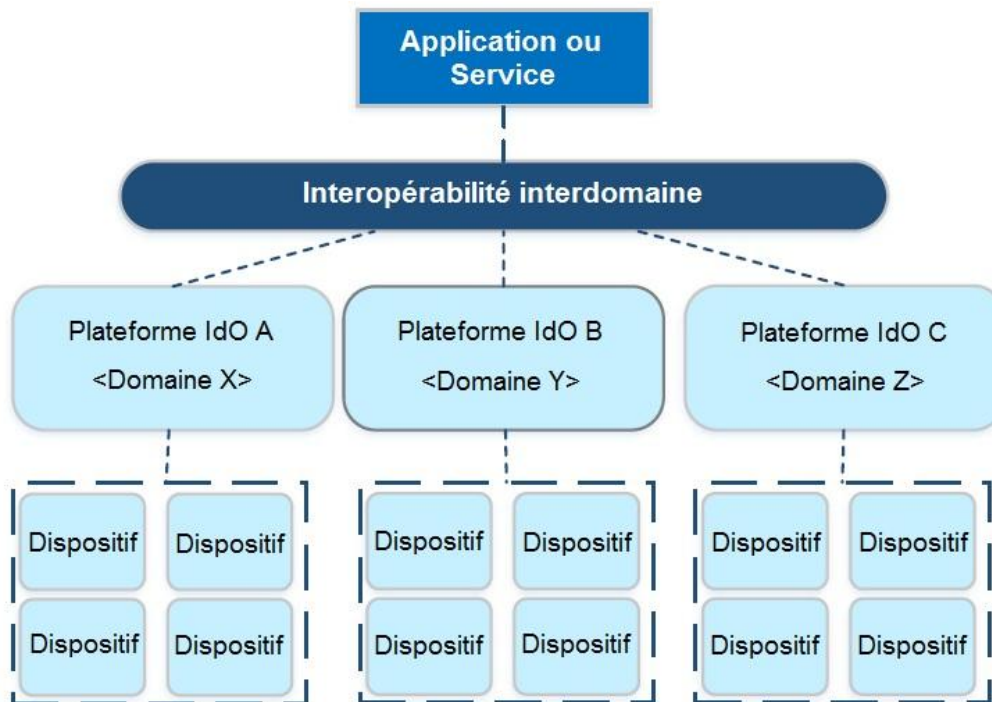 Application ou
Service
Interopérabilité interdomaine
Plateforme IdO A
<Domaine X>
Plateforme IdO B
<Domaine Y>
Plateforme IdO C
<Domaine Z>
Dispositif
Dispositif
Dispositif
Dispositif
Dispositif
Dispositif
Dispositif
Dispositif
Dispositif
Dispositif
Dispositif
Dispositif